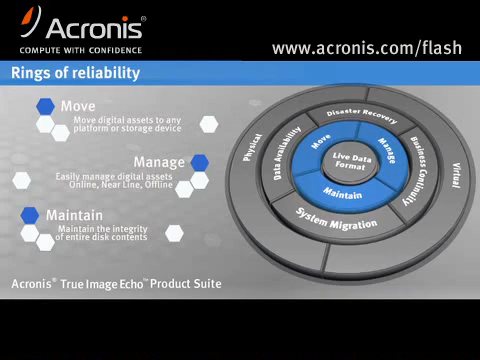 Acronis®
COMPUTE WITH CONFIDENCE
www.acronis.com/flash
Rings of reliability
Move
Move digital assets to any
platform or storage device
Manage
Easily manage digital assets
Online, Near Line, Offline
Maintain
Maintain the integrity
of entire disk contents
Acronis® True Image Echo™ Product Suite
Physical
Virtual
Disaster Recovery
Data Availability
Business Continuity
System Migration
Move
Manage
Maintain
Live Data
Format